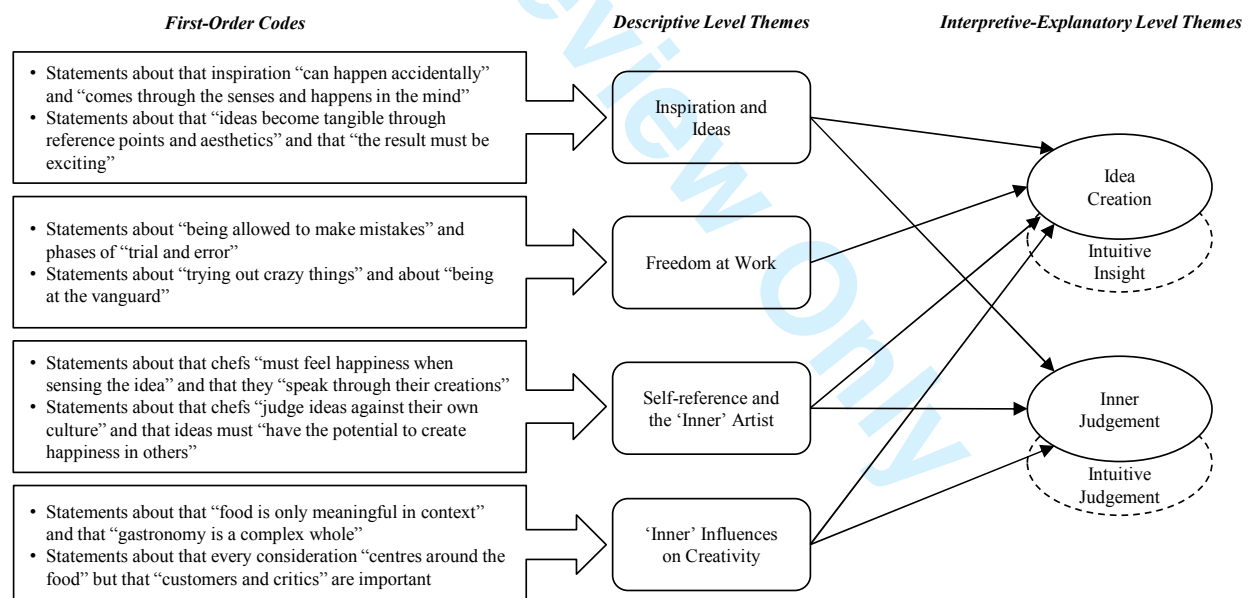 First-Order Codes
Descriptive Level Themes
Interpretive-Explanatory Level Themes
• Statements about that inspiration “can happen accidentally”
and “comes through the senses and happens in the mind”
• Statements about that “ideas become tangible through
reference points and aesthetics” and that “the result must be
exciting”
Inspiration and
Ideas
• Statements about “being allowed to make mistakes” and
phases of “trial and error”
• Statements about “trying out crazy things” and about “being
at the vanguard”
Freedom at Work
• Statements about that chefs “must feel happiness when
sensing the idea” and that they “speak through their creations”
• Statements about that chefs “judge ideas against their own
culture” and that ideas must “have the potential to create
happiness in others”
Self-reference and
the ‘Inner’ Artist
• Statements about that “food is only meaningful in context”
and that “gastronomy is a complex whole”
• Statements about that every consideration “centres around the
food” but that “customers and critics” are important
‘Inner’ Influences
on Creativity
Idea
Creation
Intuitive
Insight
Inner
Judgement
Intuitive
Judgement
eview Only